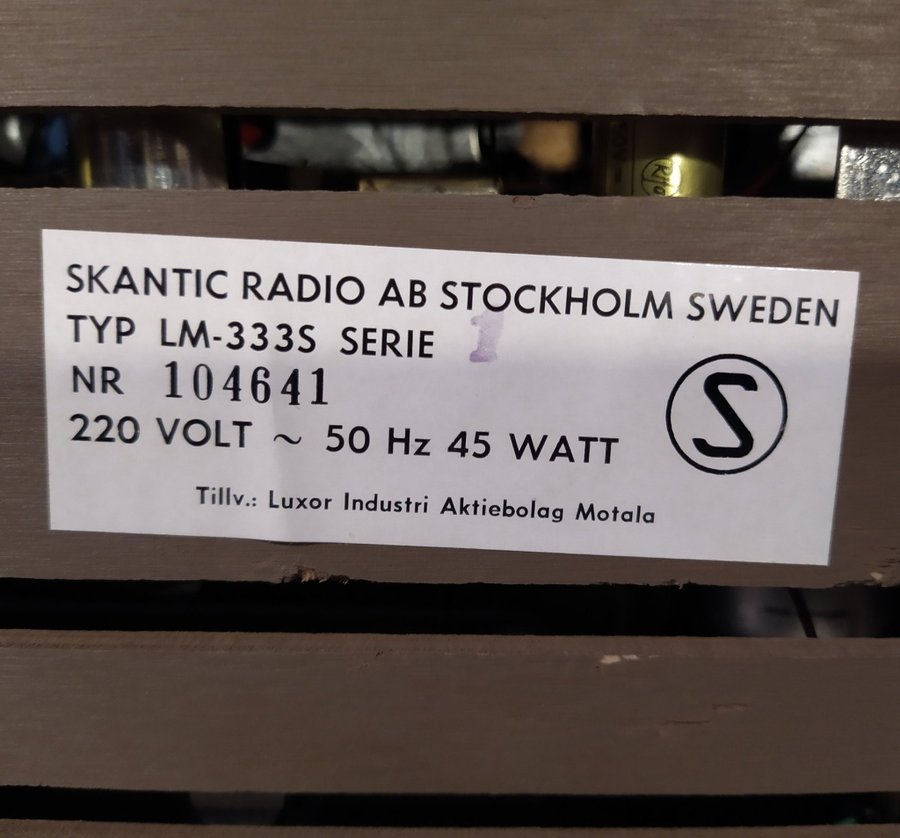 SKANTIC RADIO AB STOCKHOLM SWEDEN
TYP LM-333S SERIE 1
NR 104641
220 VOLT ~ 50 Hz 45 WATT
S
Tillv.: Luxor Industri Aktiebolag Motala